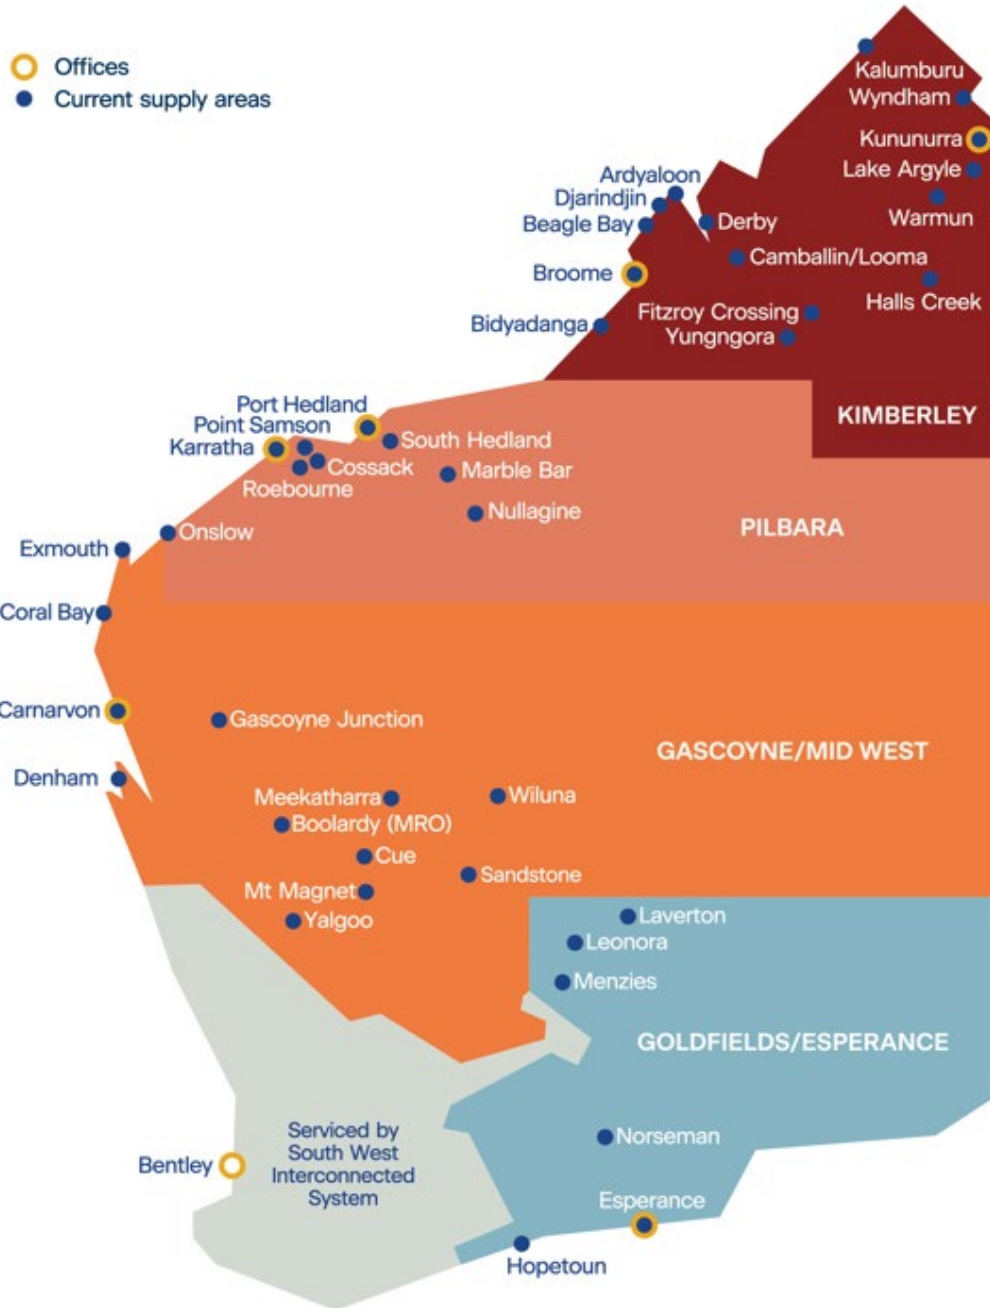 Offices
Current supply areas
Kalumburu
Wyndham
Kununurra
Lake Argyle
Ardyaloon
Djarindjin
Beagle Bay
Derby
Warmun
Camballin/Looma
Broome
Halls Creek
Fitzroy Crossing
Bidyadanga
Yungngora
KIMBERLEY
Port Hedland
Point Samson
Karratha
South Hedland
Cossack
Marble Bar
Roebourne
Nullagine
PILBARA
Onslow
Exmouth
Coral Bay
Carnarvon
Gascoyne Junction
GASCOYNE/MID WEST
Denham
Meekatharra
Wiluna
Boolardy (MRO)
Cue
Sandstone
Mt Magnet
Yalgoo
Laverton
Leonora
Menzies
GOLDFIELDS/ESPERANCE
Serviced by
South West
Interconnected
System
Norseman
Bentley
Esperance
Hopetoun